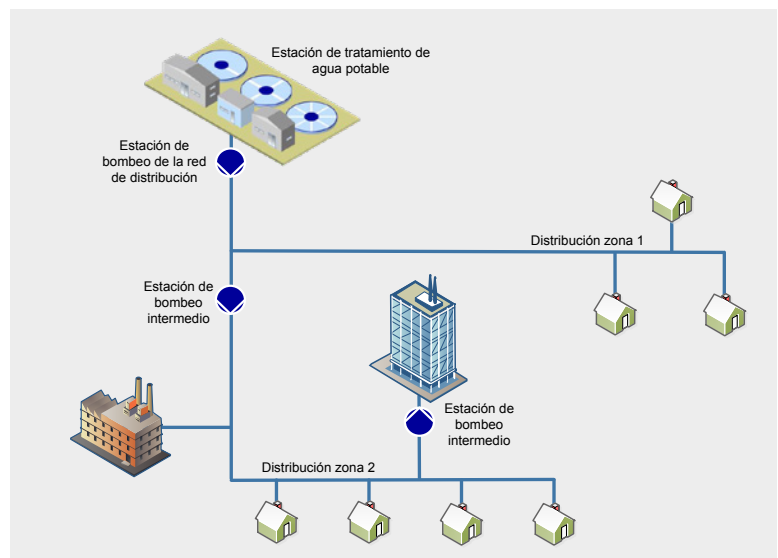 Estación de tratamiento de
agua potable
Estación de
bombeo de la red
de distribución
Distribución zona 1
Estación de
bombeo
intermedio
Estación de
bombeo
intermedio
Distribución zona 2